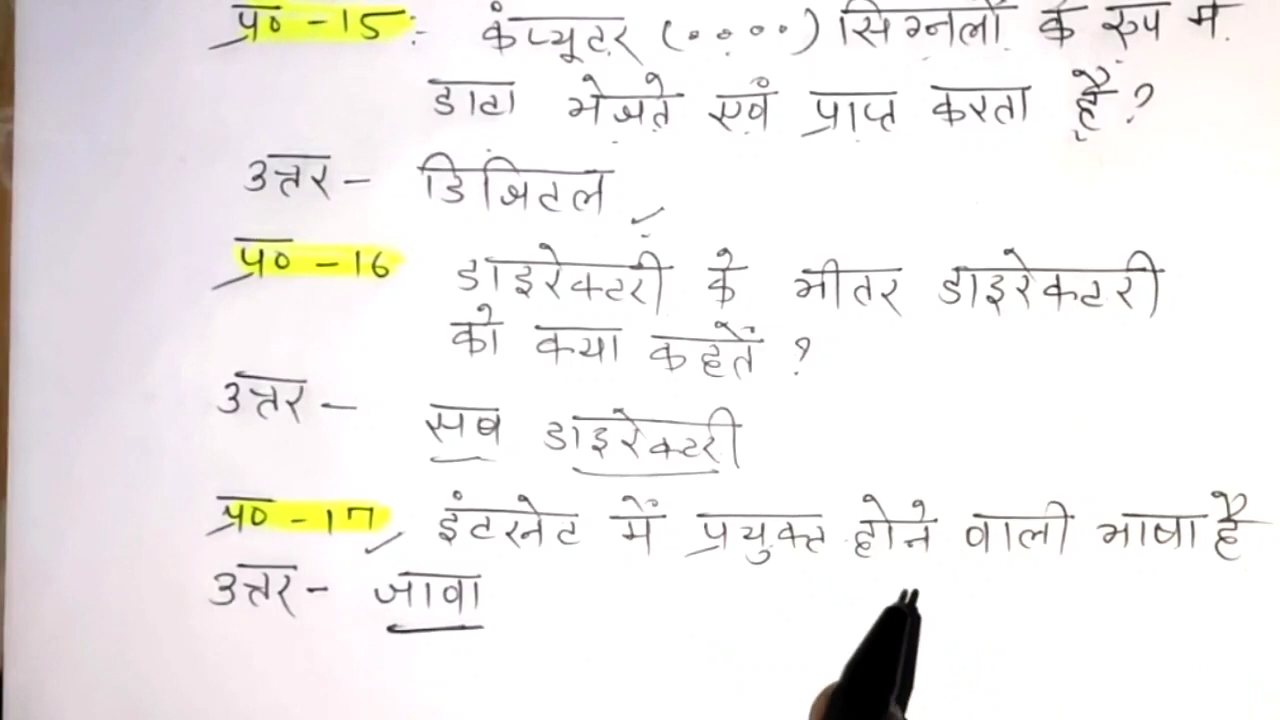 प्र० -15:- कंप्यूटर (....) सिग्नलों के रूप में
डाटा भेजते एवं प्राप्त करता है ?
उत्तर - डिजिटल
प्र० -16 डाइरेक्टरी के भीतर डाइरेक्टरी
को क्या कहतें ?
उत्तर - सब डाइरेक्टरी
प्र० -17 इंटरनेट में प्रयुक्त होने वाली भाषा है
उत्तर - जावा